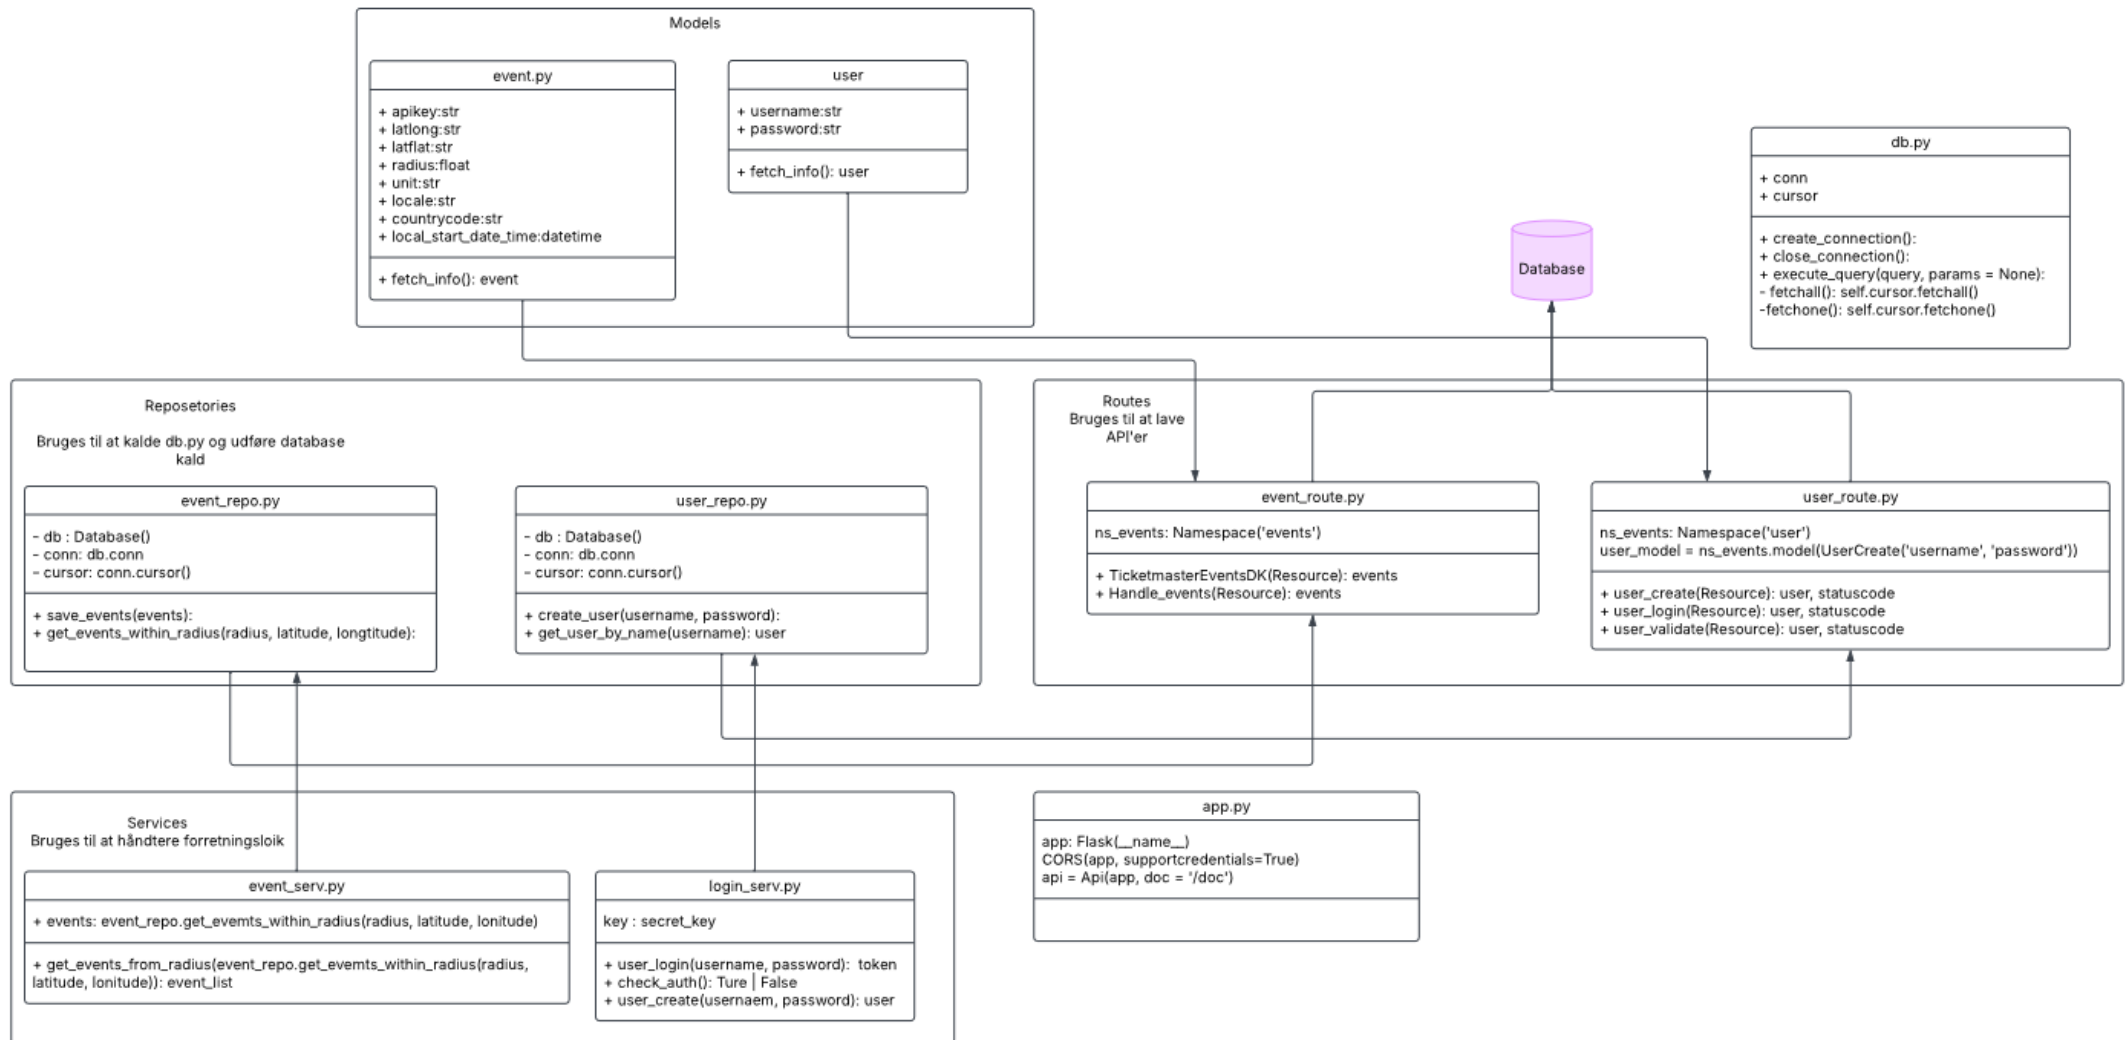 Models
event.py
+ apikey:str
+ latlong:str
+ latflat:str
+ radius:float
+ unit:str
+ locale:str
+ countrycode:str
+ local_start_date_time:datetime
+ fetch_info(): event
user
+ username:str
+ password:str
+ fetch_info(): user
Database
db.py
+ conn
+ cursor
+ create_connection():
+ close_connection():
+ execute_query(query, params = None):
- fetchall(): self.cursor.fetchall()
-fetchone(): self.cursor.fetchone()
Reposetories
Bruges til at kalde db.py og udføre database
kald
event_repo.py
- db : Database()
- conn: db.conn
- cursor: conn.cursor()
+ save_events(events):
+ get_events_within_radius(radius, latitude, longtitude):
user_repo.py
- db : Database()
- conn: db.conn
- cursor: conn.cursor()
+ create_user(username, password):
+ get_user_by_name(username): user
Routes
Bruges til at lave
API'er
event_route.py
ns_events: Namespace('events')
+ TicketmasterEventsDK(Resource): events
+ Handle_events(Resource): events
user_route.py
ns_events: Namespace('user')
user_model = ns_events.model(UserCreate('username', 'password'))
+ user_create(Resource): user, statuscode
+ user_login(Resource): user, statuscode
+ user_validate(Resource): user, statuscode
Services
Bruges til at håndtere forretningsloik
event_serv.py
+ events: event_repo.get_evemts_within_radius(radius, latitude, lonitude)
+ get_events_from_radius(event_repo.get_evemts_within_radius(radius,
latitude, lonitude)): event_list
login_serv.py
key : secret_key
+ user_login(username, password):  token
+ check_auth(): Ture | False
+ user_create(usernaem, password): user
app.py
app: Flask(__name__)
CORS(app, supportcredentials=True)
api = Api(app, doc = '/doc')